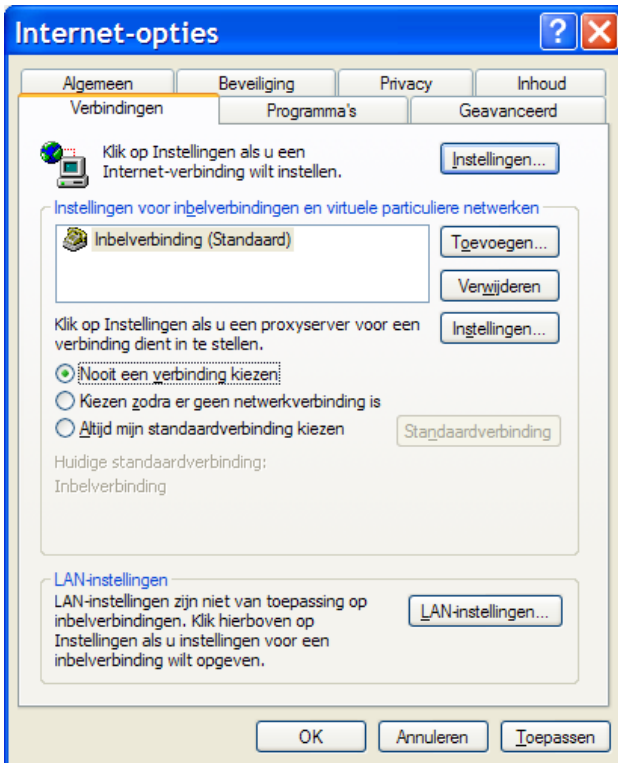 Internet-opties
Algemeen
Beveiliging
Privacy
Inhoud
Verbindingen
Programma's
Geavanceerd
Klik op Instellingen als u een
Internet-verbinding wilt instellen.
Instellingen...
Instellingen voor inbelverbindingen en virtuele particuliere netwerken
Inbelverbinding (Standaard)
Toevoegen...
Verwijderen
Klik op Instellingen als u een proxyserver voor een
verbinding dient in te stellen.
Instellingen...
Nooit een verbinding kiezen
Kiezen zodra er geen netwerkverbinding is
Altijd mijn standaardverbinding kiezen
Standaardverbinding
Huidige standaardverbinding:
Inbelverbinding
LAN-instellingen
LAN-instellingen zijn niet van toepassing op
inbelverbindingen. Klik hierboven op
Instellingen als u instellingen voor een
inbelverbinding wilt opgeven.
LAN-instellingen...
OK
Annuleren
Toepassen